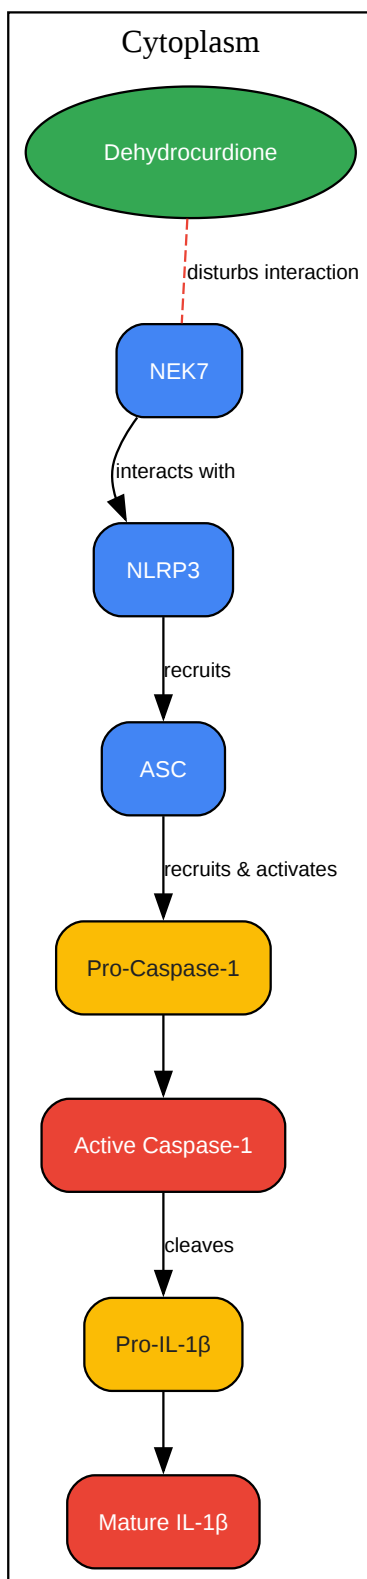 Cytoplasm
Dehydrocurdione
disturbs interaction
NEK7
interacts with
NLRP3
recruits
ASC
recruits & activates
Pro-Caspase-1
Active Caspase-1
cleaves
Pro-IL-1β
Mature IL-1β